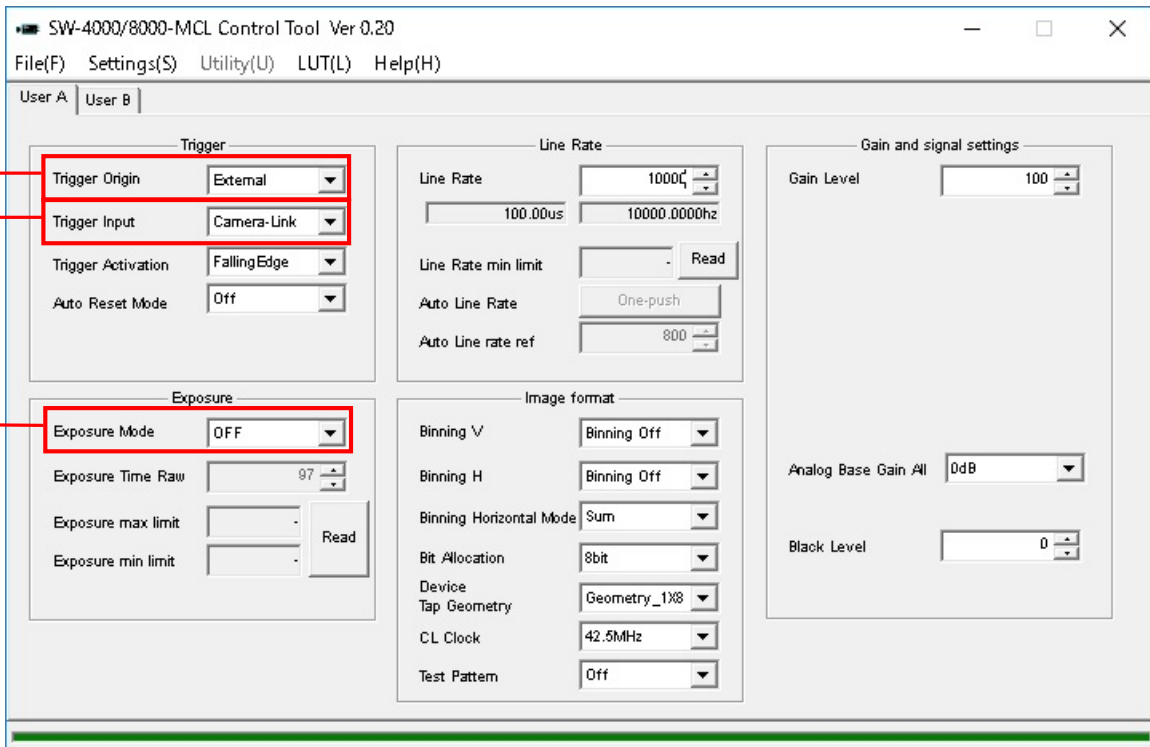 SW-4000/8000-MCL Control Tool Ver 0.20
File(F) Settings(S) Utility(U) LUT(L) Help(H)
User A User B
Trigger
Trigger Origin External
Trigger Input Camera-Link
Trigger Activation FallingEdge
Auto Reset Mode Off
Exposure
Exposure Mode OFF
Exposure Time Raw 97
Exposure max limit -
Read
Exposure min limit -
Line Rate
Line Rate 10000
100.00us 10000.0000hz
Line Rate min limit - Read
Auto Line Rate One-push
Auto Line rate ref 800
Image format
Binning V Binning Off
Binning H Binning Off
Binning Horizontal Mode Sum
Bit Allocation 8bit
Device
Tap Geometry Geometry_1X8
CL Clock 42.5MHz
Test Pattern Off
Gain and signal settings
Gain Level 100
Analog Base Gain All 0dB
Black Level 0